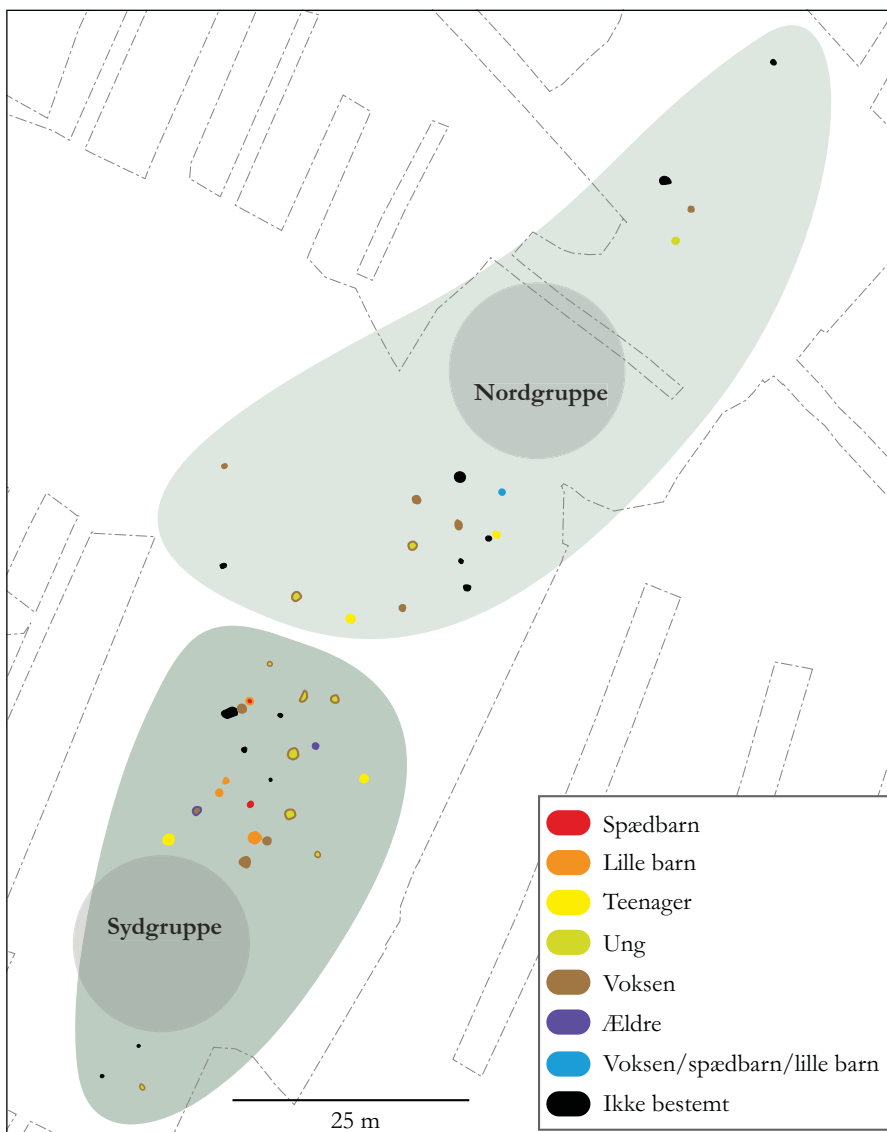 Nordgruppe
Sydgruppe
Spædbarn
Lille barn
Teenager
Ung
Voksen
Ældre
Voksen/spædbarn/lille barn
Ikke bestemt
25 m